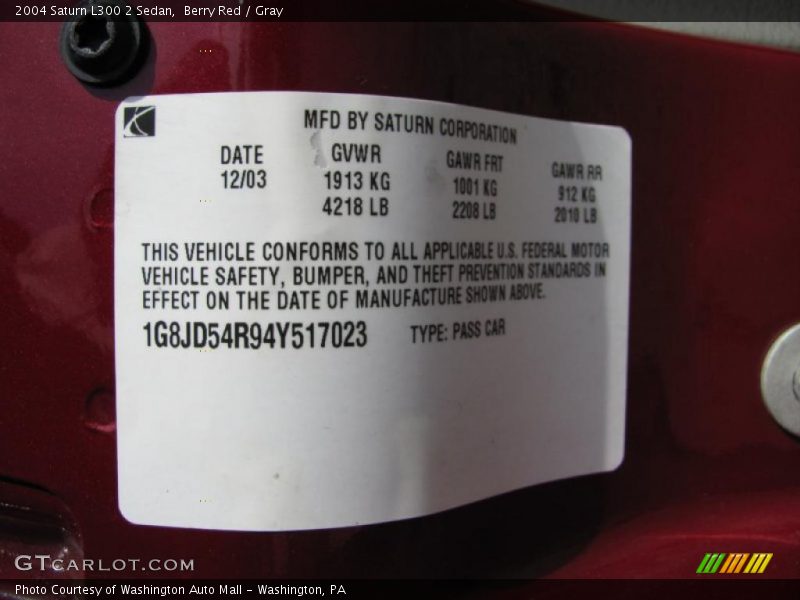 2004 Saturn L300 2 Sedan, Berry Red / Gray
MFD BY SATURN CORPORATION
DATE GVWR GAWR FRT GAWR RR
12/03 1913 KG 1001 KG 912 KG
4218 LB 2208 LB 2010 LB
THIS VEHICLE CONFORMS TO ALL APPLICABLE U.S. FEDERAL MOTOR
VEHICLE SAFETY, BUMPER, AND THEFT PREVENTION STANDARDS IN
EFFECT ON THE DATE OF MANUFACTURE SHOWN ABOVE.
1G8JD54R94Y517023 TYPE: PASS CAR
GTCARLOT.COM
Photo Courtesy of Washington Auto Mall - Washington, PA